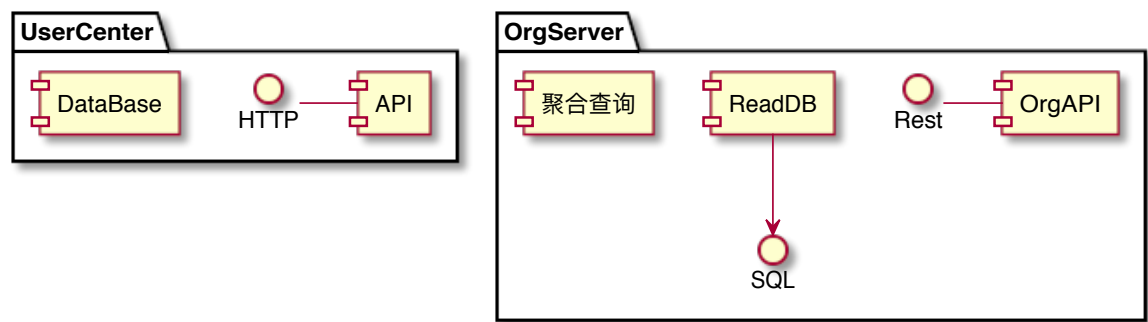 UserCenter
DataBase
HTTP
API
OrgServer
聚合查询
ReadDB
Rest
OrgAPI
SQL